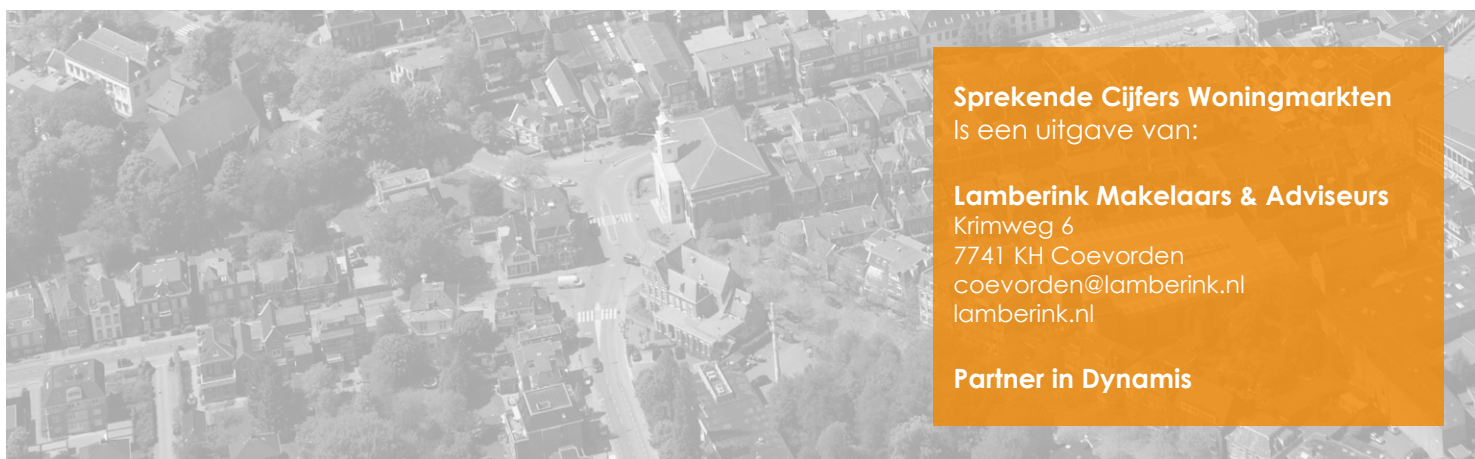 Sprekende Cijfers Woningmarkten
Is een uitgave van:
Lamberink Makelaars & Adviseurs
Krimweg 6
7741 KH Coevorden
coevorden@lamberink.nl
lamberink.nl
Partner in Dynamis